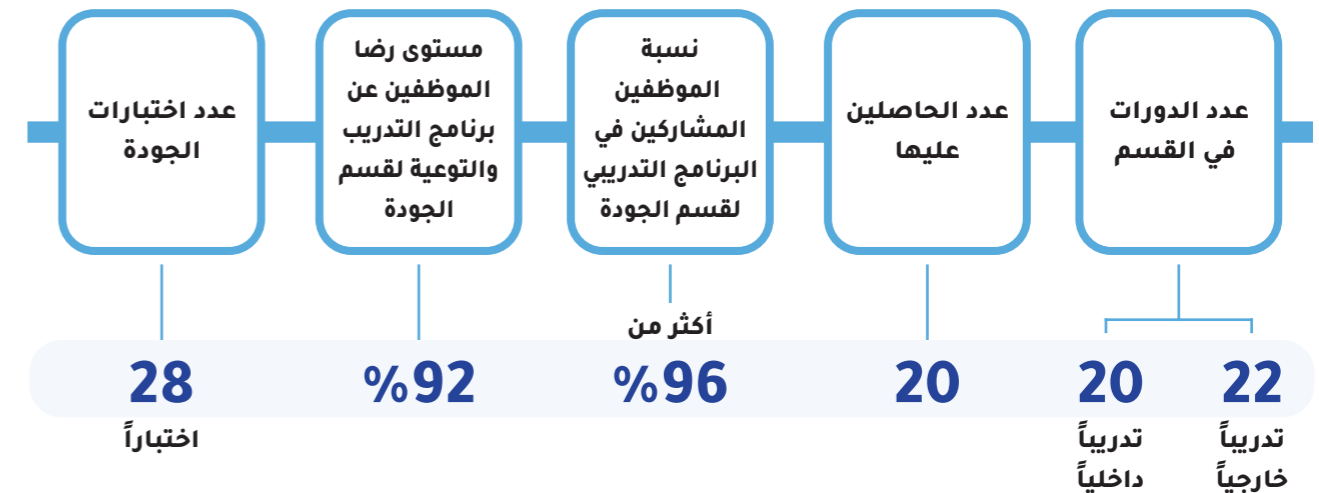 عدد الدورات
في القسم
عدد الحاصلين
عليها
نسبة
الموظفين
المشاركين في
البرنامج التدريبي
لقسم الجودة
مستوى رضا
الموظفين عن
برنامج التدريب
والتوعية لقسم
الجودة
عدد اختبارات
الجودة
22
تدريباً
خارجياً
20
تدريباً
داخلياً
20
أكثر من
%96
%92
28
اختباراً